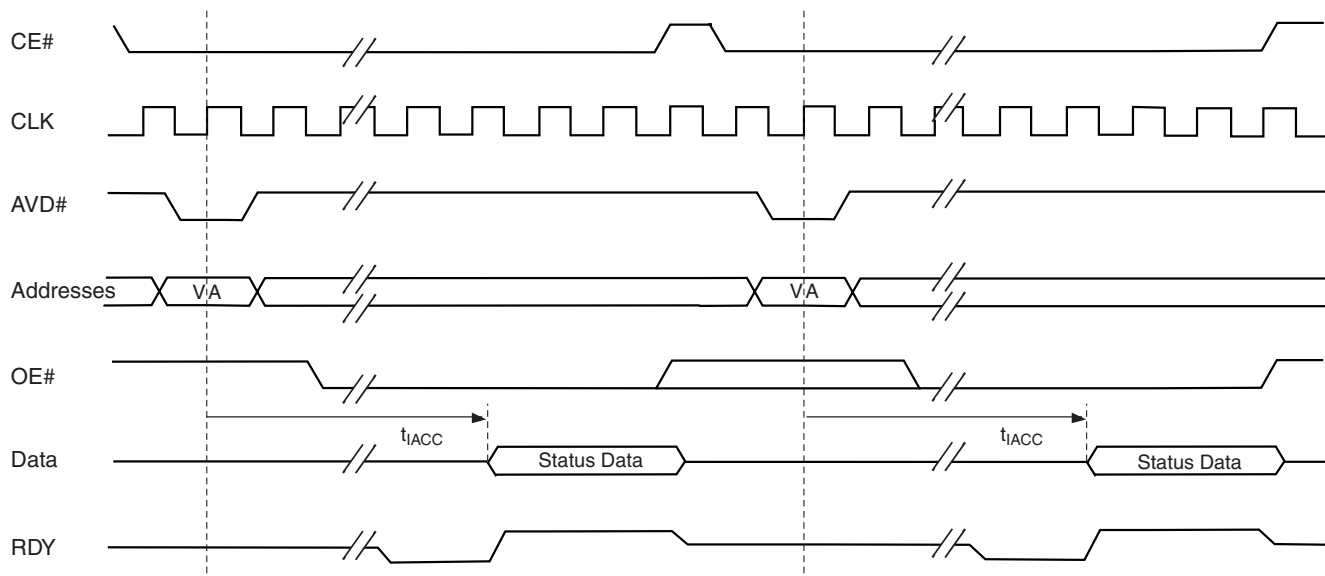 CE#
CLK
AVD#
Addresses VA VA
OE#
tIACC tIACC
Data Status Data Status Data
RDY